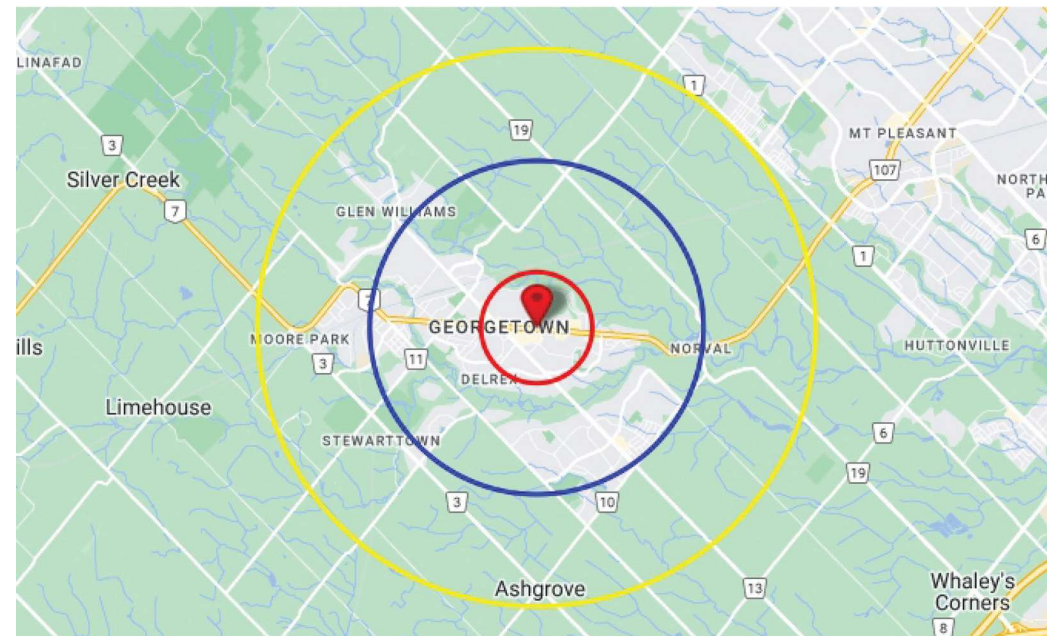 LINAFAD
1
19
3
MT PLEASANT
107
Silver Creek
NORTH
PA
7
GLEN WILLIAMS
6
1
7
GEORGETOWN
MOORE PARK
ills
11
3
NORVAL
HUTTONVILLE
DELREX
Limehouse
STEWARTTOWN
6
19
3
10
Ashgrove
13
Whaley's
Corners
8